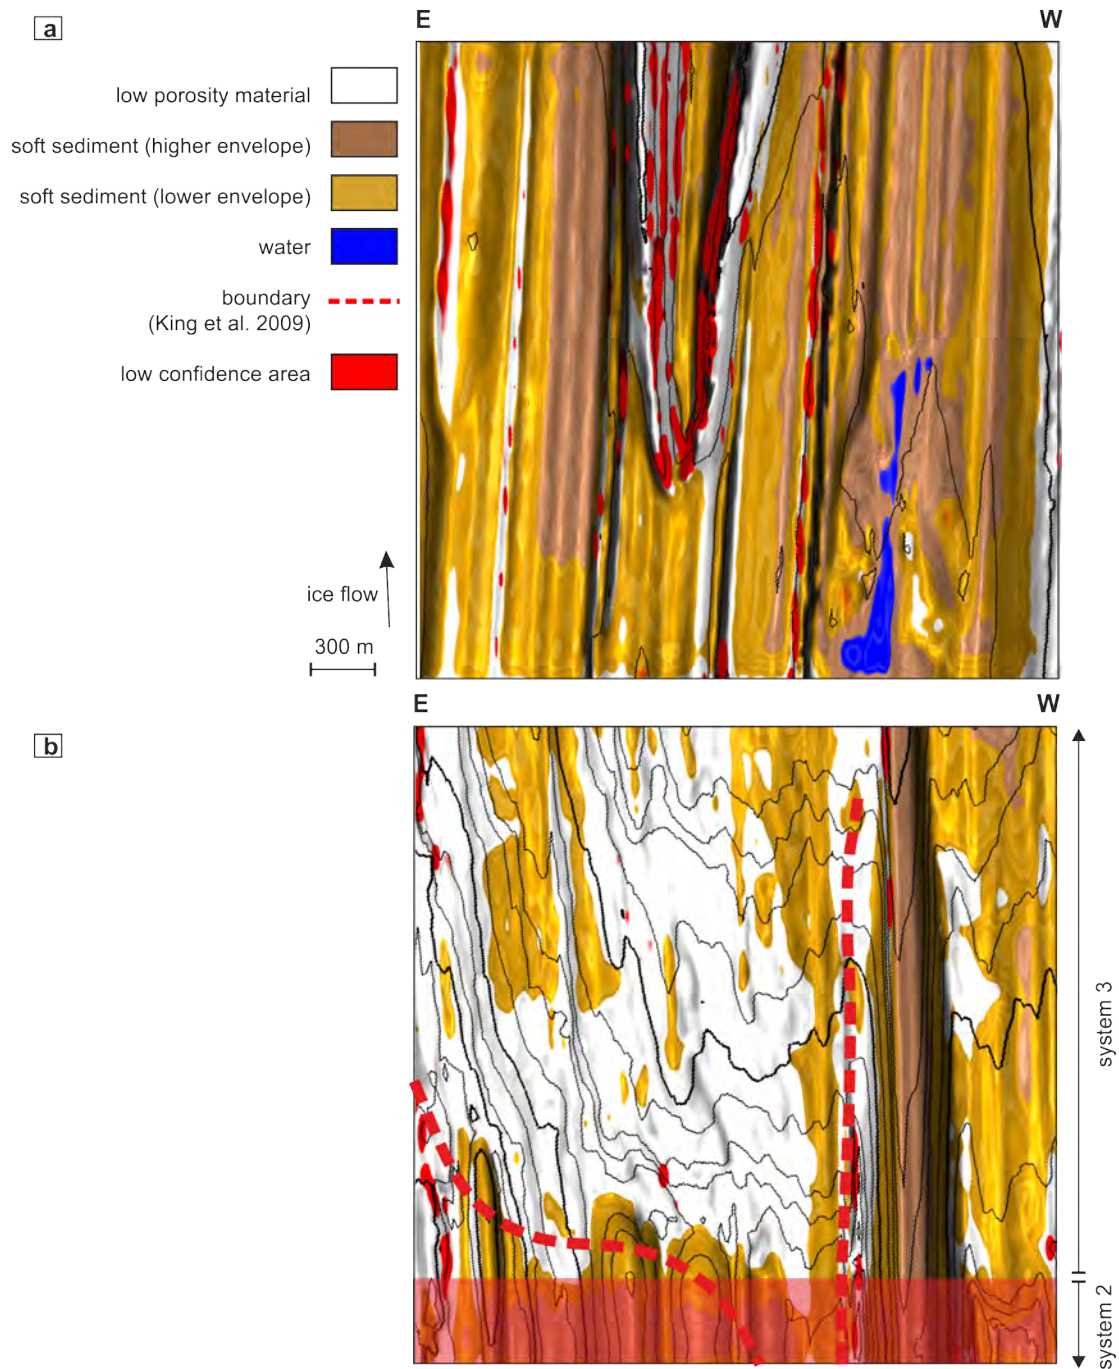 a
E
W
low porosity material
soft sediment (higher envelope)
soft sediment (lower envelope)
water
boundary
(King et al. 2009)
low confidence area
ice flow
300 m
b
E
W
system 3
system 2